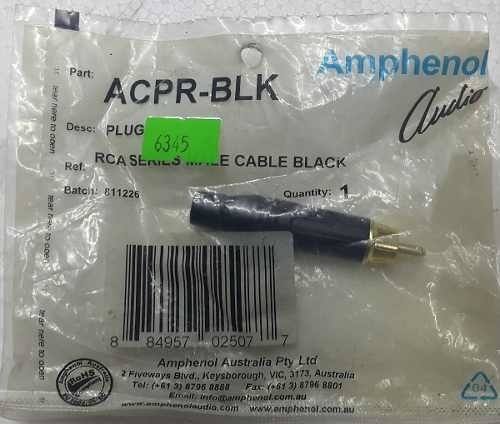 Part: ACPR-BLK
Amphenol
Audio
Desc: PLUG
6345
Ref: RCA SERIES MALE CABLE BLACK
Batch: 811226
Quantity: 1
8 84957 02507 7
Amphenol Australia Pty Ltd
2 Fiveways Blvd., Keysborough, VIC, 3173, Australia
Tel: (+61 3) 8796 8888 Fax: (+61 3) 8796 8801
Email: info@amphenol.com.au
www.amphenolaudio.com www.amphenol.com.au
tear here to open
tear here to open
tear here to open
Amphenol Australia
RoHS
04